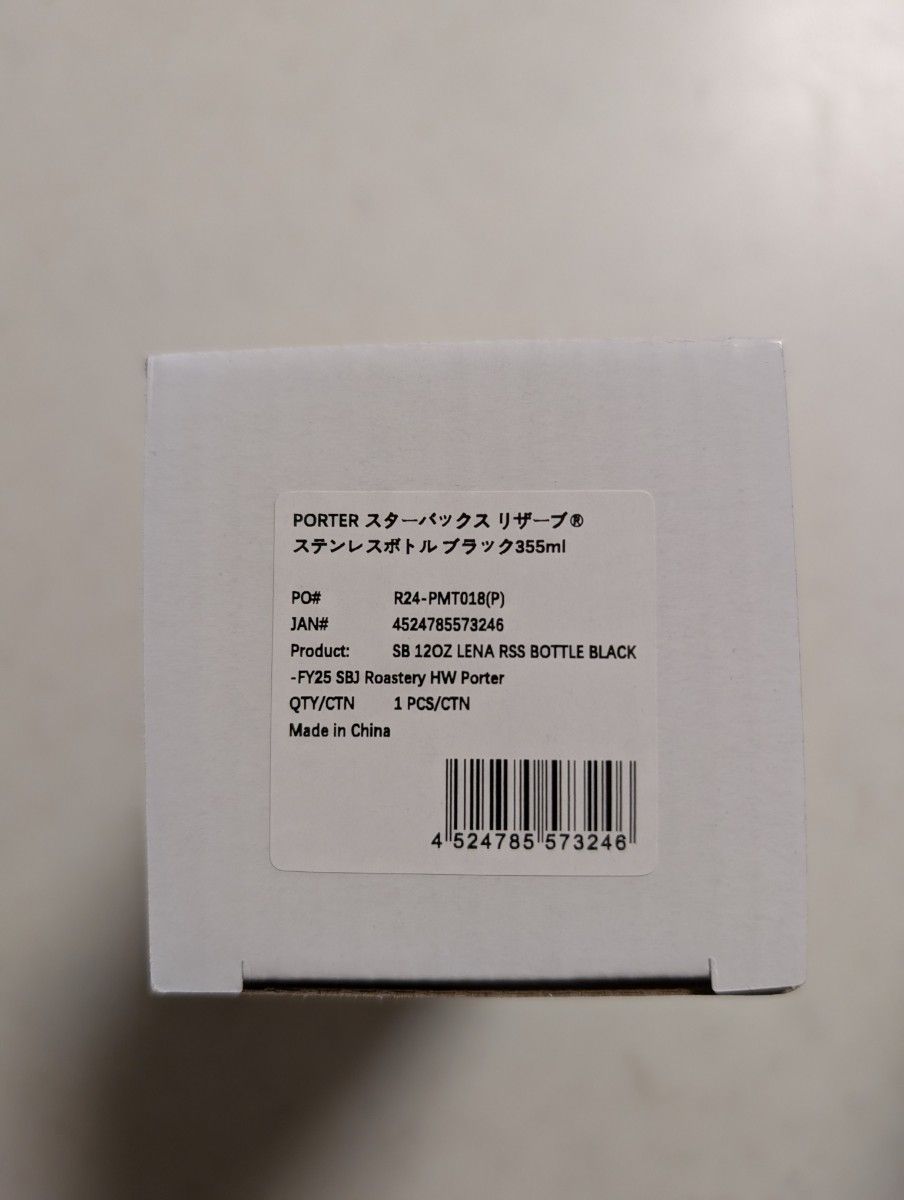 PORTER スターバックス リザーブ®
ステンレスボトル ブラック355ml
PO# R24-PMT018(P)
JAN# 4524785573246
Product: SB 12OZ LENA RSS BOTTLE BLACK
-FY25 SBJ Roastery HW Porter
QTY/CTN 1 PCS/CTN
Made in China
4 524785 573246